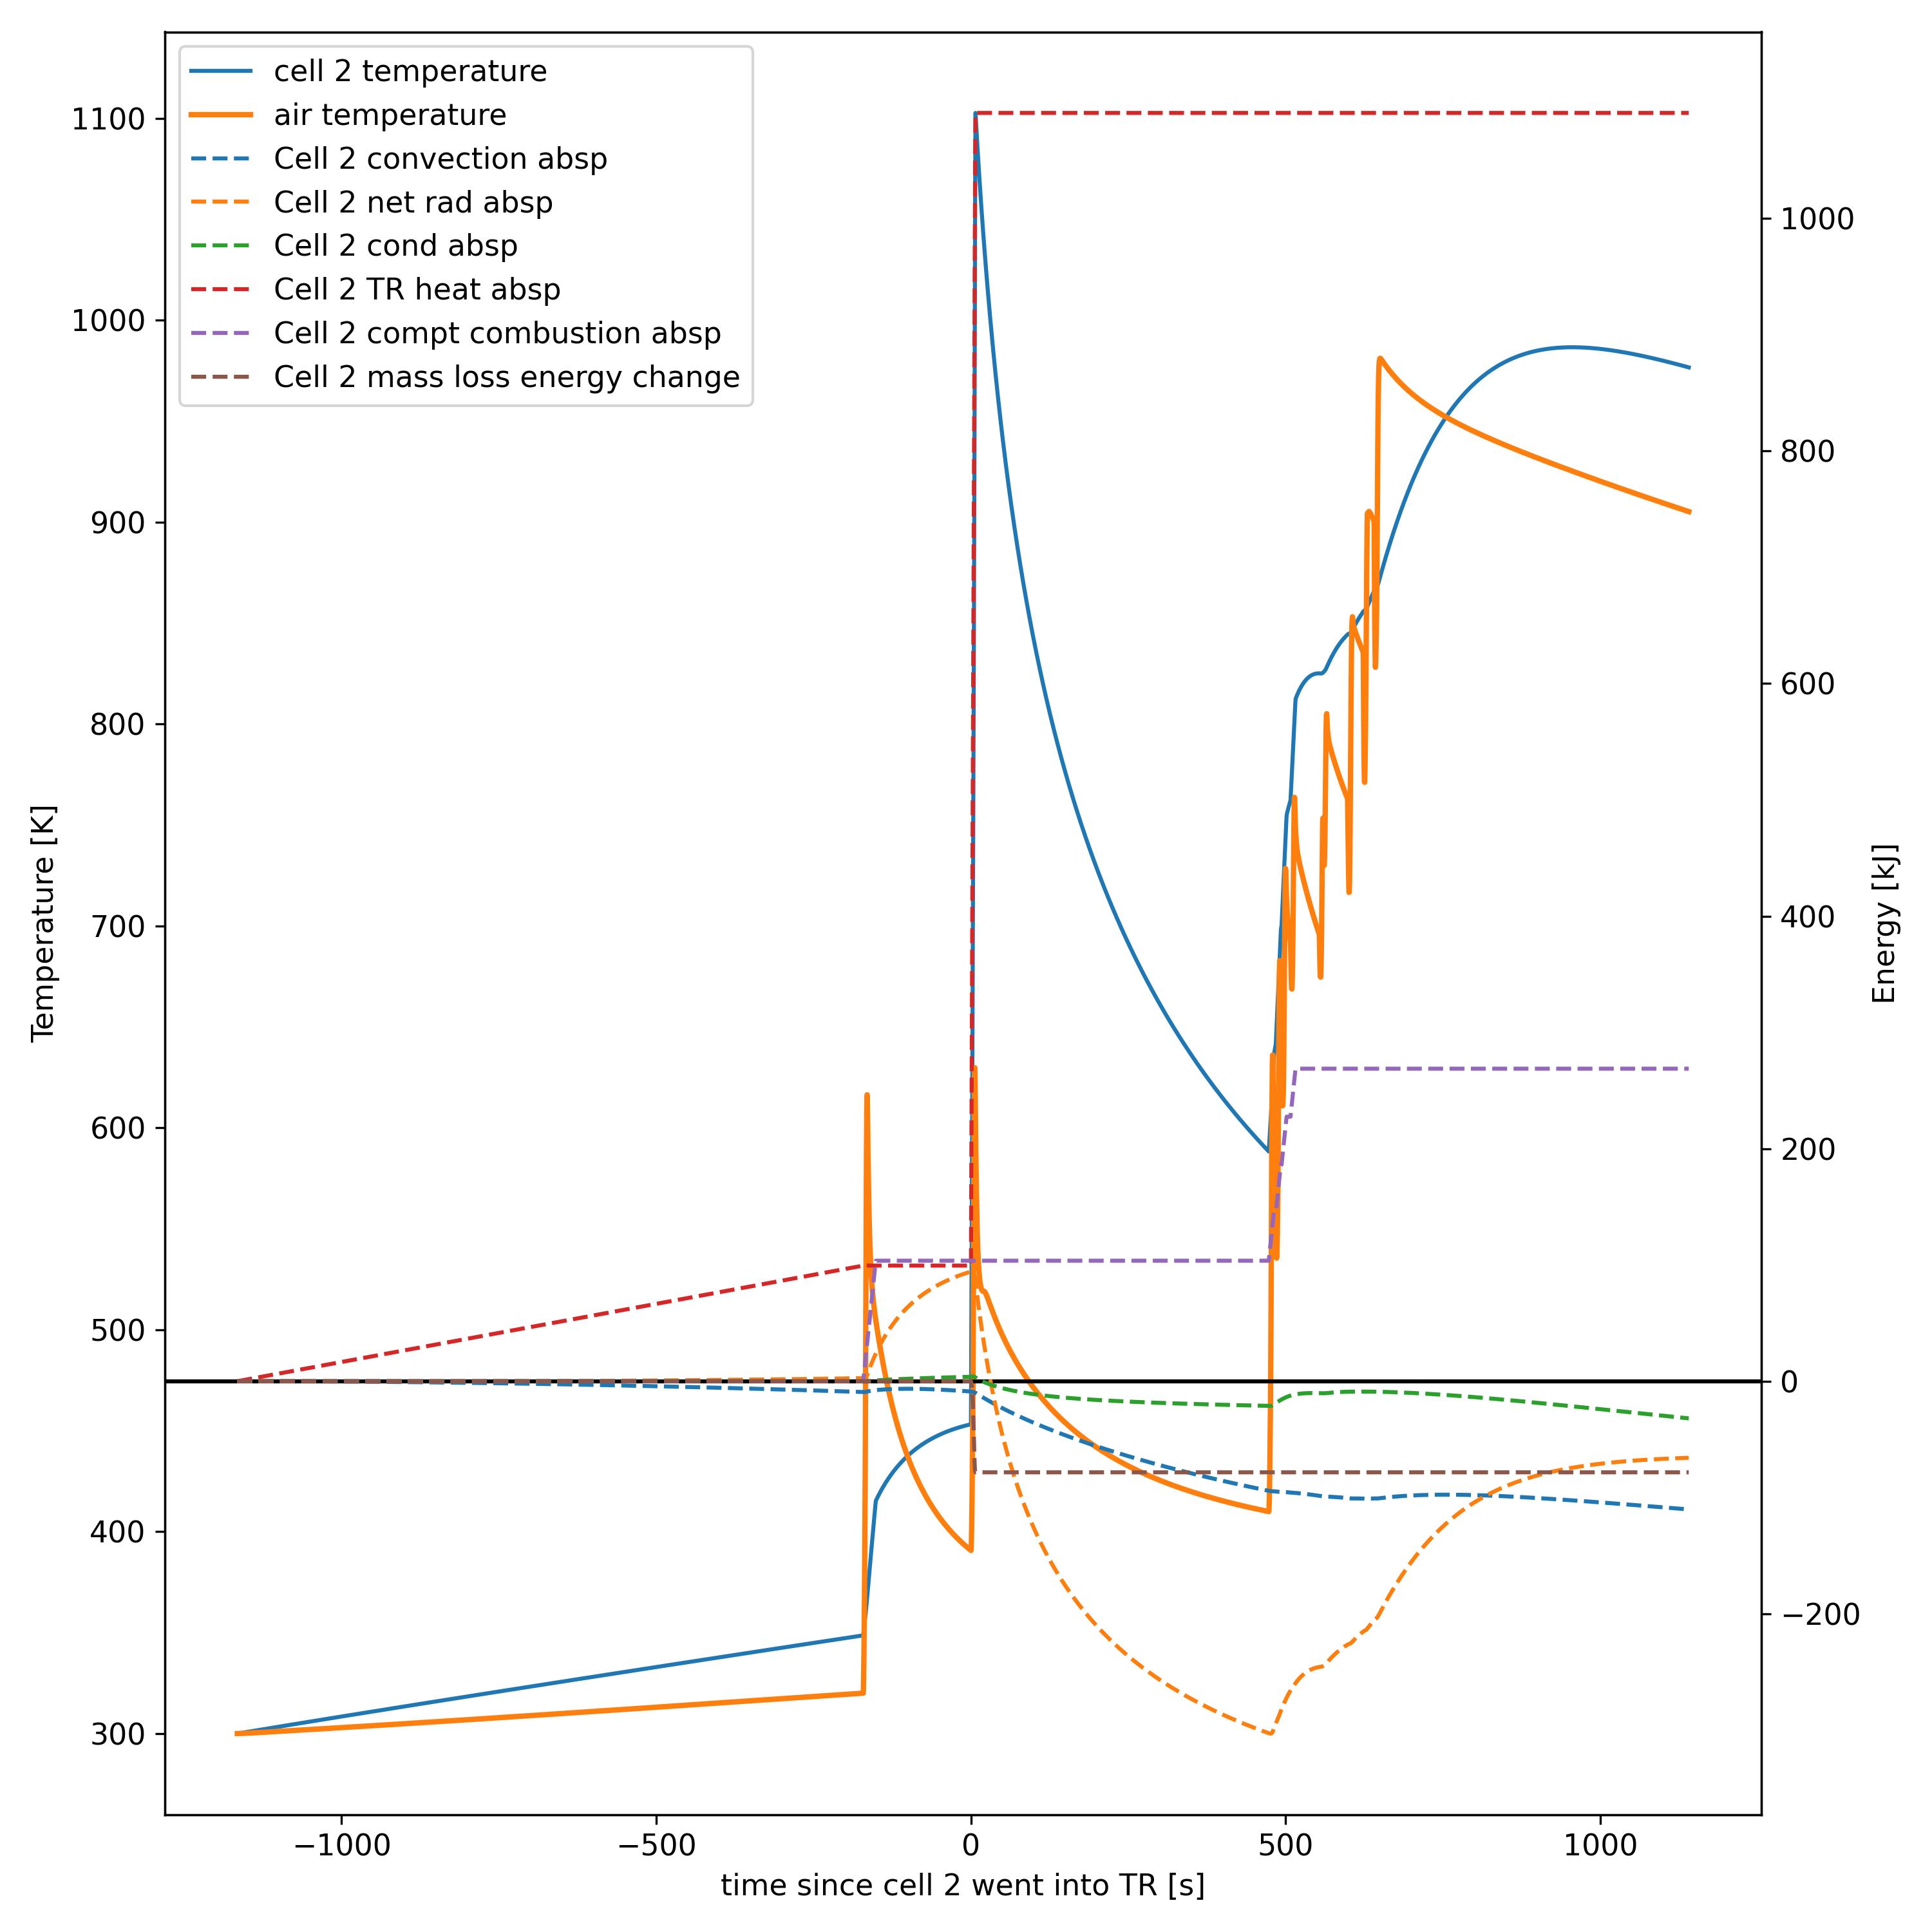 cell 2 temperature
air temperature
Cell 2 convection absp
Cell 2 net rad absp
Cell 2 cond absp
Cell 2 TR heat absp
Cell 2 compt combustion absp
Cell 2 mass loss energy change
1100
1000
900
800
700
600
500
400
300
Temperature [K]
1000
800
600
400
200
0
−200
Energy [kJ]
−1000
−500
0
500
1000
time since cell 2 went into TR [s]